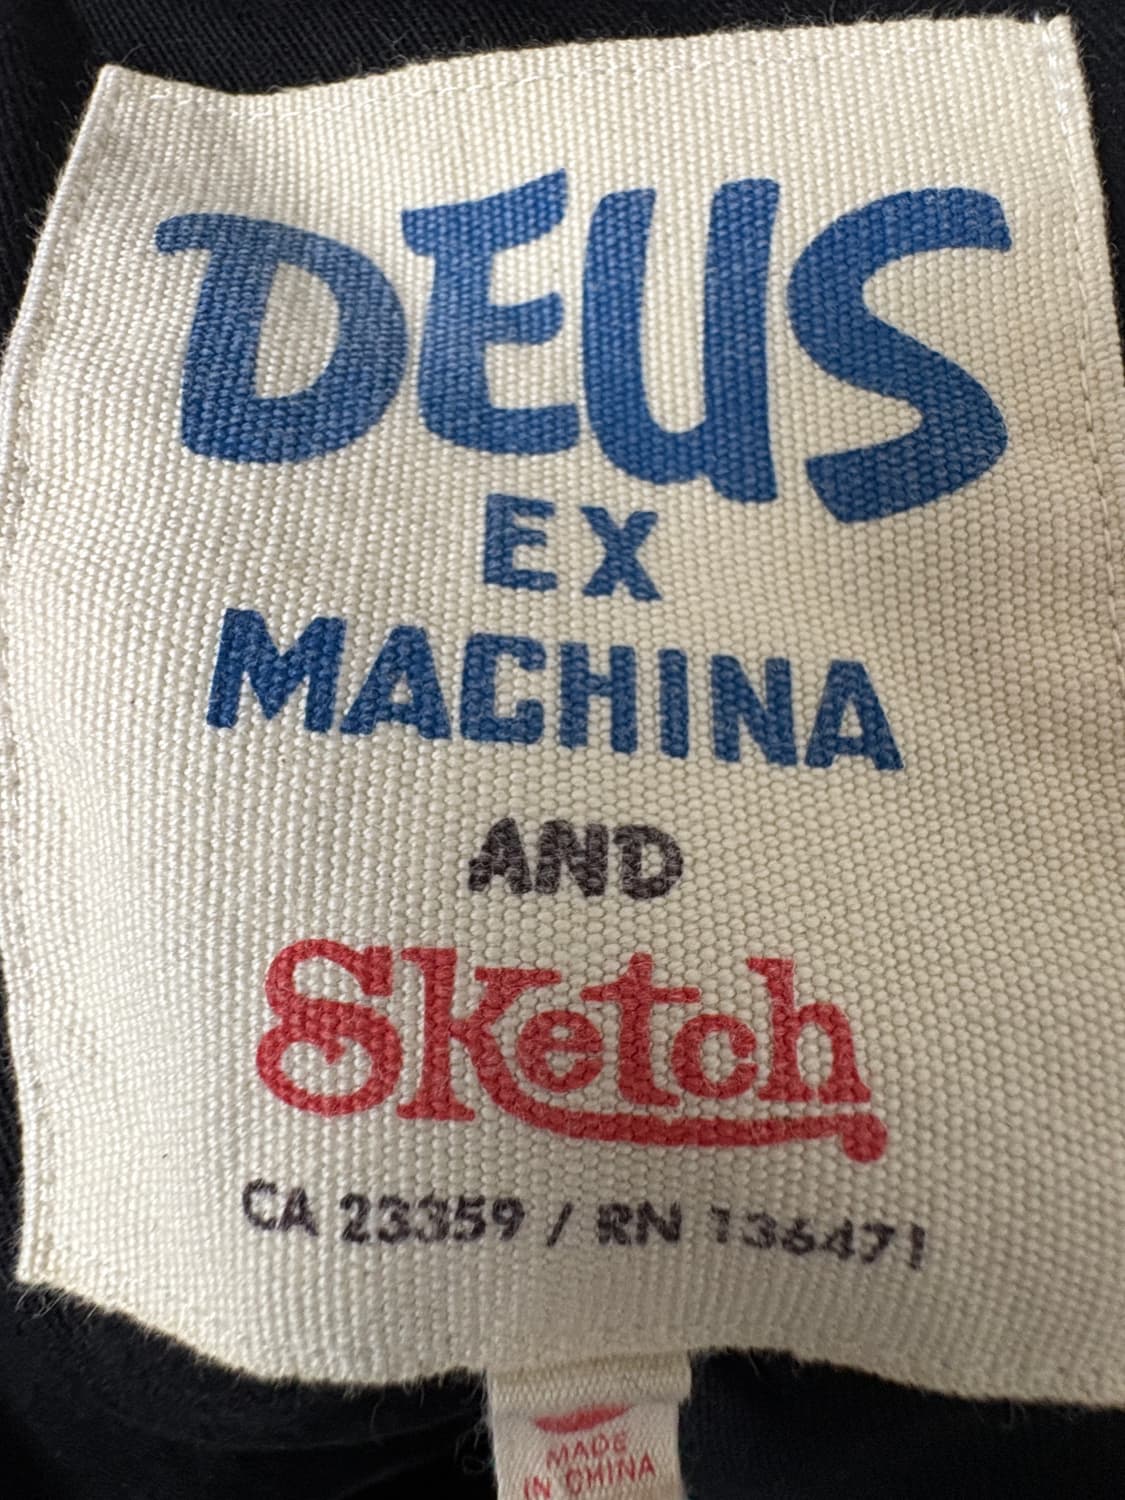 DEUS
EX
MACHINA
AND
Sketch
CA 23359 / RN 136471
MADE
IN CHINA